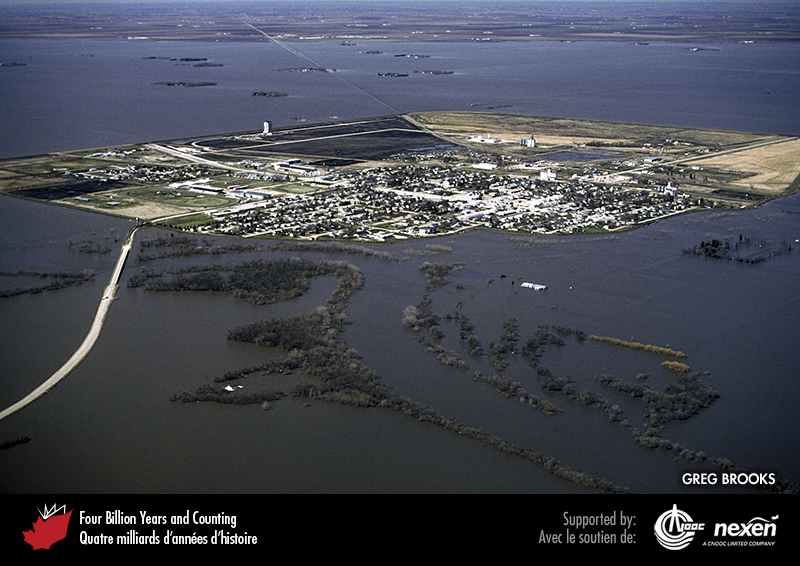 GREG BROOKS
Four Billion Years and Counting
Quatre milliards d'années d'histoire
Supported by:
Avec le soutien de:
CNOOC
nexen
A CNOOC LIMITED COMPANY